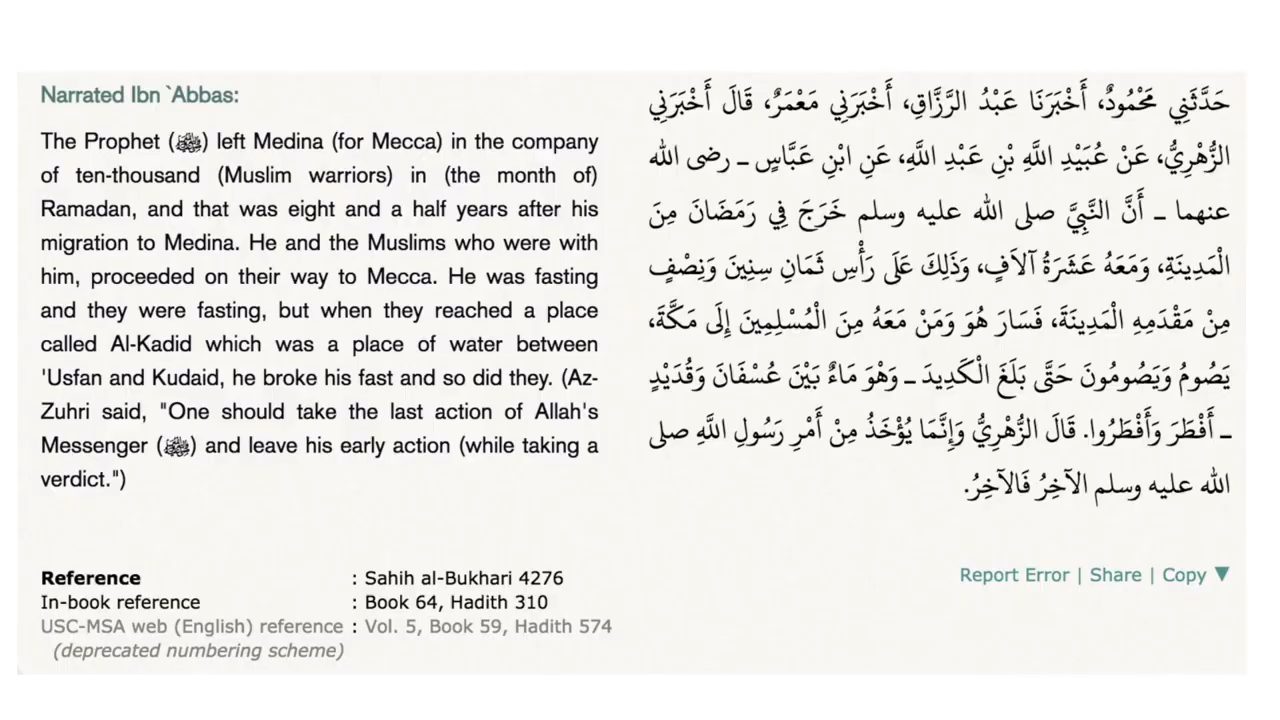 Narrated Ibn `Abbas:
The Prophet (ﷺ) left Medina (for Mecca) in the company
of ten-thousand (Muslim warriors) in (the month of)
Ramadan, and that was eight and a half years after his
migration to Medina. He and the Muslims who were with
him, proceeded on their way to Mecca. He was fasting
and they were fasting, but when they reached a place
called Al-Kadid which was a place of water between
'Usfan and Kudaid, he broke his fast and so did they. (Az-
Zuhri said, "One should take the last action of Allah's
Messenger (ﷺ) and leave his early action (while taking a
verdict.")
حَدَّثَنِي مَحْمُودٌ، أَخْبَرَنَا عَبْدُ الرَّزَّاقِ، أَخْبَرَنِي مَعْمَرٌ، قَالَ أَخْبَرَنِي
الزُّهْرِيُّ، عَنْ عُبَيْدِ اللَّهِ بْنِ عَبْدِ اللَّهِ، عَنِ ابْنِ عَبَّاسٍ ـ رضى الله
عنهما ـ أَنَّ النَّبِيَّ صلى الله عليه وسلم خَرَجَ فِي رَمَضَانَ مِنَ
الْمَدِينَةِ، وَمَعَهُ عَشَرَةُ آلاَفٍ، وَذَلِكَ عَلَى رَأْسِ ثَمَانِ سِنِينَ وَنِصْفٍ
مِنْ مَقْدَمِهِ الْمَدِينَةَ، فَسَارَ هُوَ وَمَنْ مَعَهُ مِنَ الْمُسْلِمِينَ إِلَى مَكَّةَ،
يَصُومُ وَيَصُومُونَ حَتَّى بَلَغَ الْكَدِيدَ ـ وَهْوَ مَاءٌ بَيْنَ عُسْفَانَ وَقُدَيْدٍ
ـ أَفْطَرَ وَأَفْطَرُوا. قَالَ الزُّهْرِيُّ وَإِنَّمَا يُؤْخَذُ مِنْ أَمْرِ رَسُولِ اللَّهِ صلى
الله عليه وسلم الآخِرُ فَالآخِرُ.
Reference : Sahih al-Bukhari 4276
In-book reference : Book 64, Hadith 310
USC-MSA web (English) reference : Vol. 5, Book 59, Hadith 574
(deprecated numbering scheme)
Report Error | Share | Copy ▼